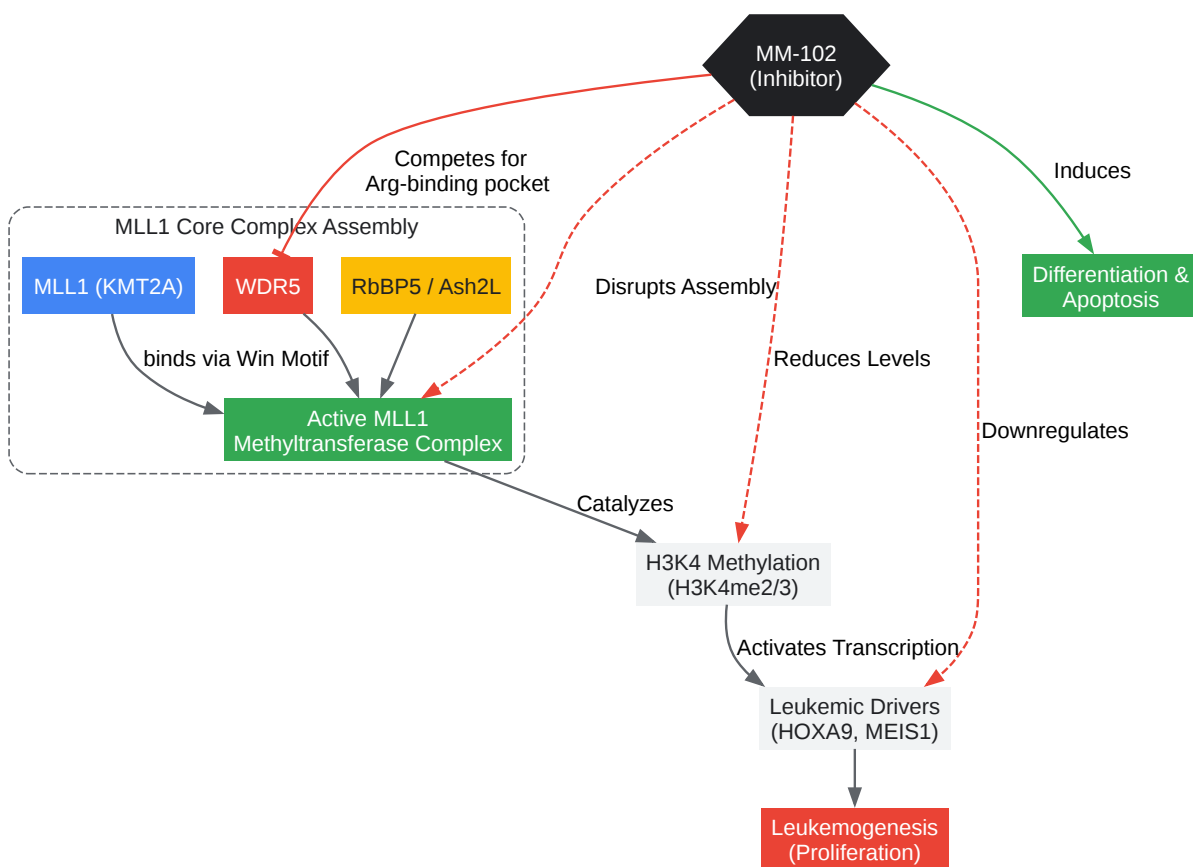 MM-102
(Inhibitor)
Competes for
Arg-binding pocket
Induces
MLL1 Core Complex Assembly
MLL1 (KMT2A)
WDR5
RbBP5 / Ash2L
Disrupts Assembly
Differentiation &
Apoptosis
binds via Win Motif
Reduces Levels
Active MLL1
Methyltransferase Complex
Downregulates
Catalyzes
H3K4 Methylation
(H3K4me2/3)
Activates Transcription
Leukemic Drivers
(HOXA9, MEIS1)
Leukemogenesis
(Proliferation)